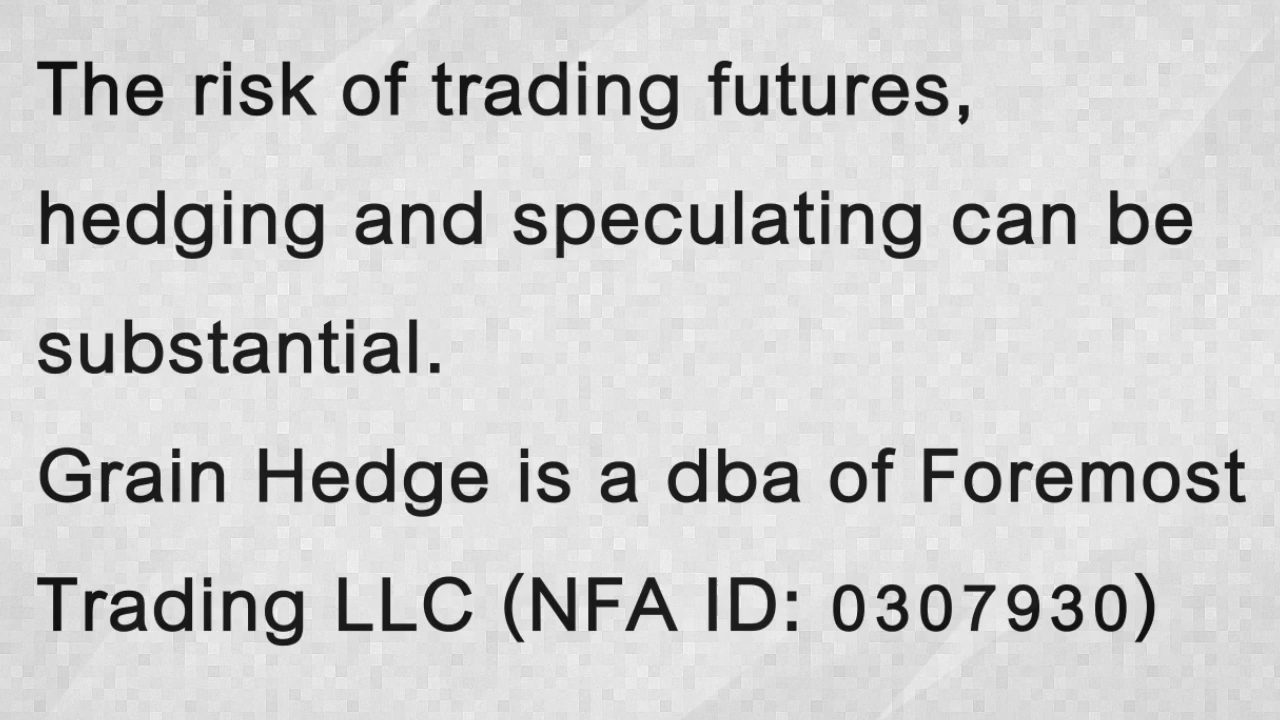 The risk of trading futures,
hedging and speculating can be
substantial.
Grain Hedge is a dba of Foremost
Trading LLC (NFA ID: 0307930)